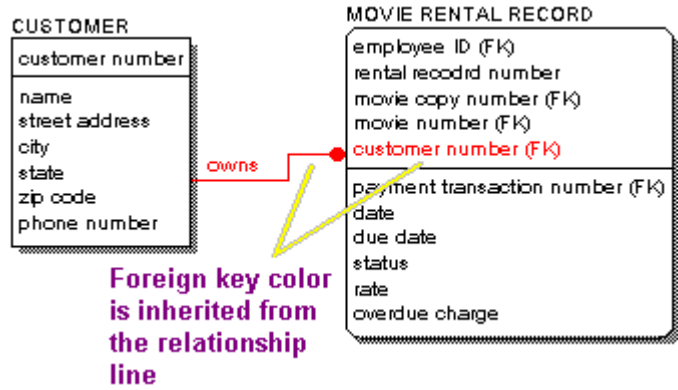 CUSTOMER
customer number
name
street address
city
state
zip code
phone number
owns
MOVIE RENTAL RECORD
employee ID (FK)
rental recodrd number
movie copy number (FK)
movie number (FK)
customer number (FK)
payment transaction number (FK)
date
due date
status
rate
overdue charge
Foreign key color
is inherited from
the relationship
line